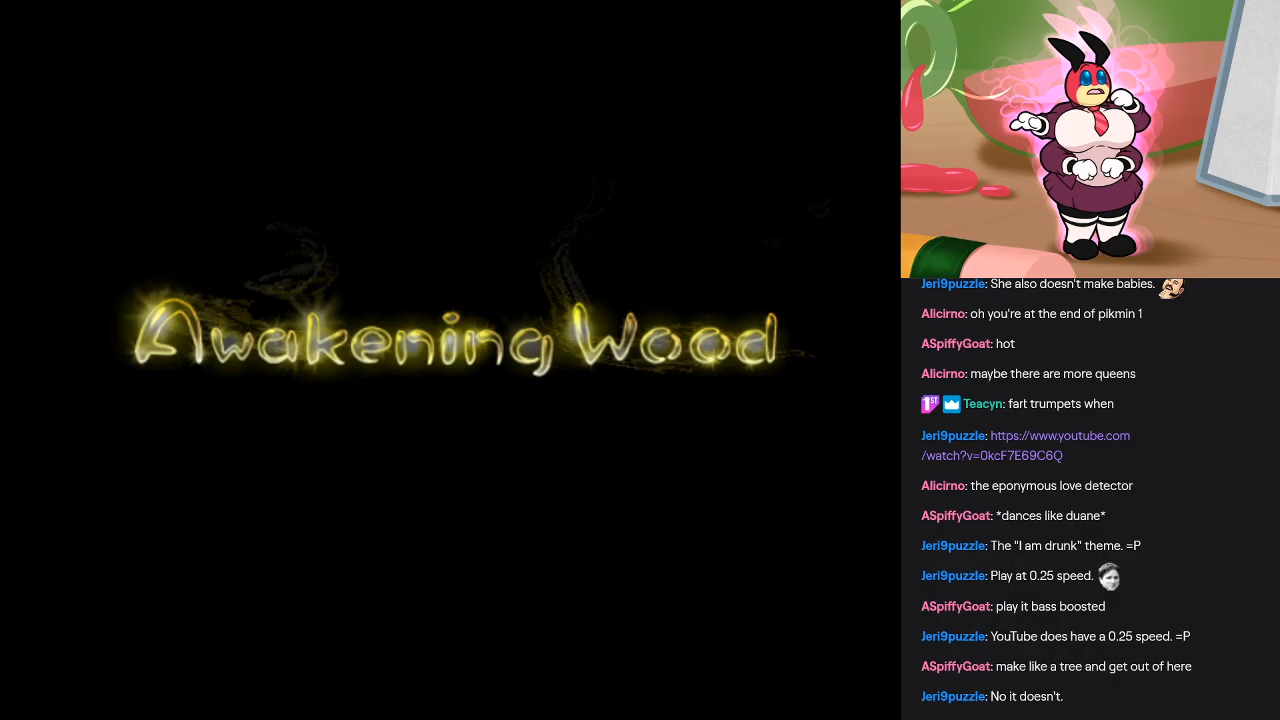 Awakening Wood
Jeri9puzzle: She also doesn't make babies.
Alicirno: oh you're at the end of pikmin 1
ASpiffyGoat: hot
Alicirno: maybe there are more queens
1ST Teacyn: fart trumpets when
Jeri9puzzle: https://www.youtube.com
/watch?v=0kcF7E69C6Q
Alicirno: the eponymous love detector
ASpiffyGoat: *dances like duane*
Jeri9puzzle: The "I am drunk" theme. =P
Jeri9puzzle: Play at 0.25 speed.
ASpiffyGoat: play it bass boosted
Jeri9puzzle: YouTube does have a 0.25 speed. =P
ASpiffyGoat: make like a tree and get out of here
Jeri9puzzle: No it doesn't.